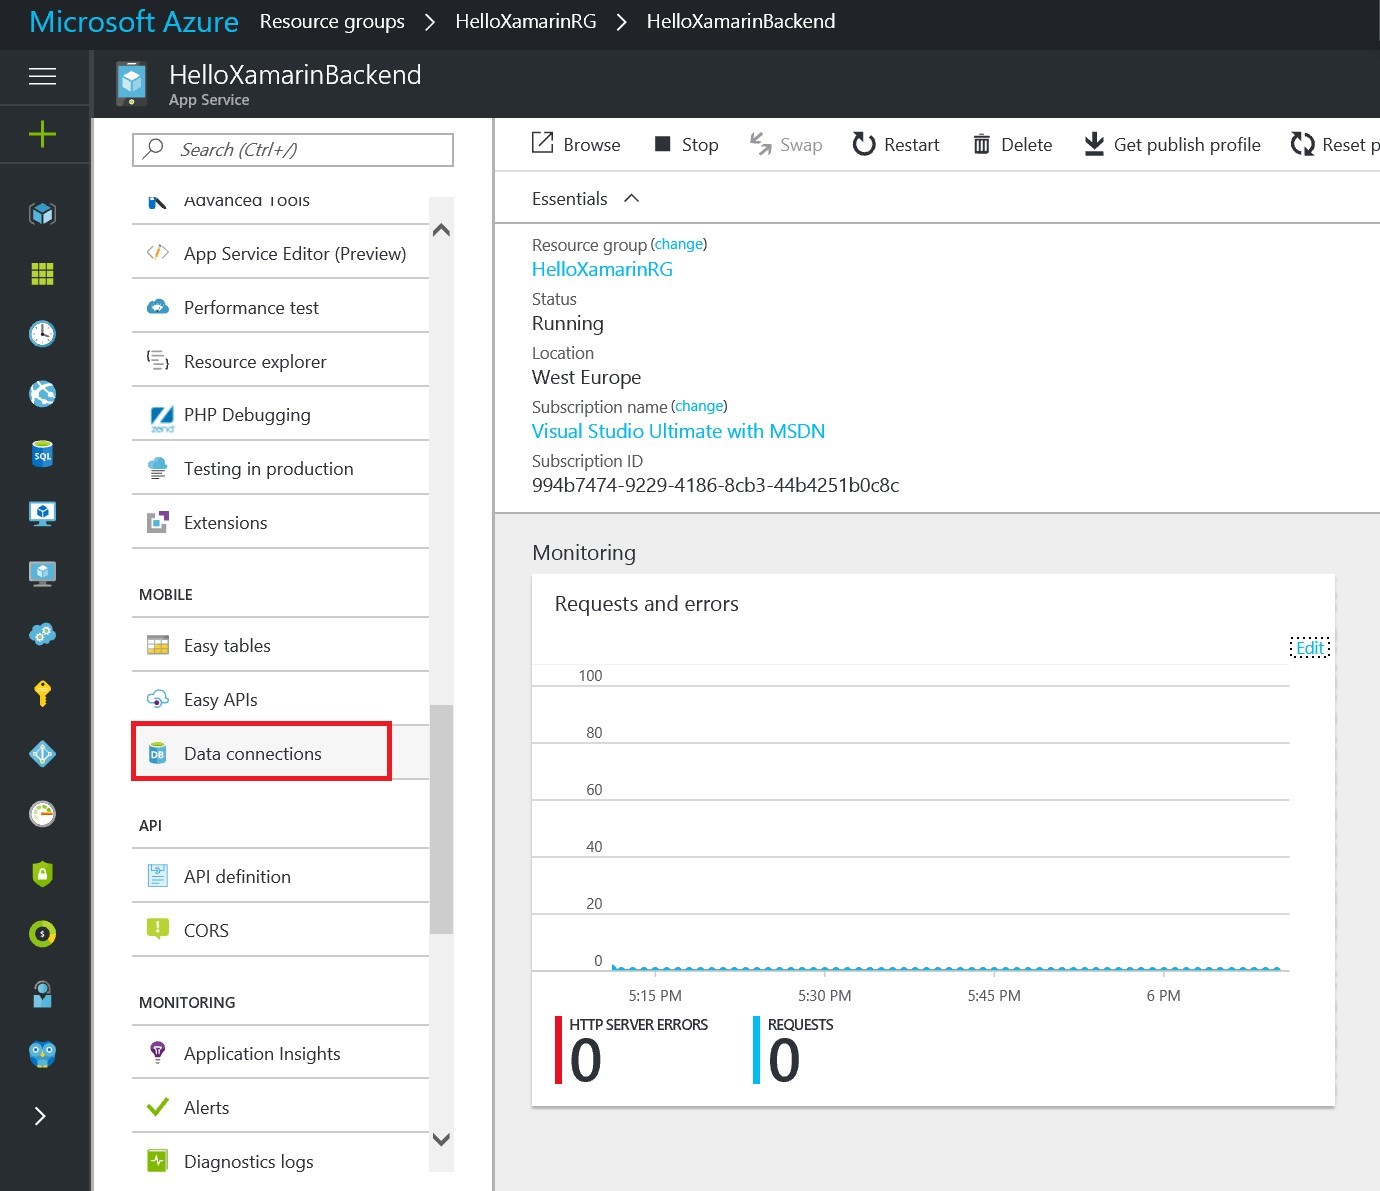 Microsoft Azure Resource groups > HelloXamarinRG > HelloXamarinBackend
HelloXamarinBackend
App Service
Search (Ctrl+/)
Advanced Tools
App Service Editor (Preview)
Performance test
Resource explorer
zend
PHP Debugging
Testing in production
Extensions
MOBILE
Easy tables
Easy APIs
DB
Data connections
API
API definition
CORS
MONITORING
Application Insights
Alerts
Diagnostics logs
SQL
Browse Stop Swap Restart Delete Get publish profile Reset p
Essentials
Resource group (change)
HelloXamarinRG
Status
Running
Location
West Europe
Subscription name (change)
Visual Studio Ultimate with MSDN
Subscription ID
994b7474-9229-4186-8cb3-44b4251b0c8c
Monitoring
Requests and errors
Edit
100
80
60
40
20
0
5:15 PM 5:30 PM 5:45 PM 6 PM
HTTP SERVER ERRORS
0
REQUESTS
0